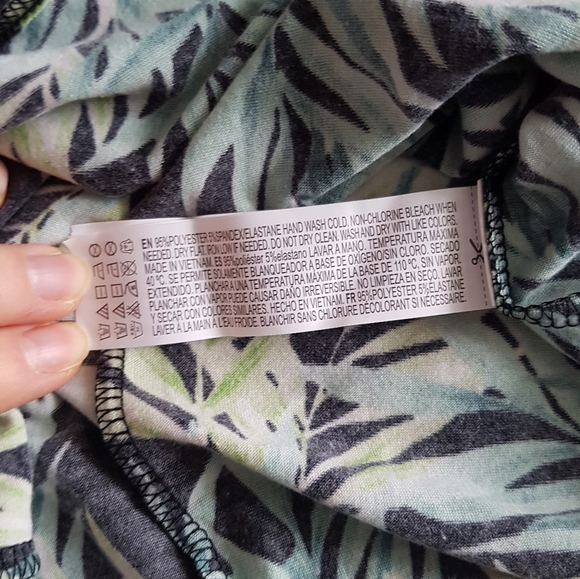 EN 95%POLYESTER 5%SPANDEX/ELASTANE HAND WASH COLD. NON-CHLORINE BLEACH WHEN
NEEDED. DRY FLAT. IRON LOW IF NEEDED. DO NOT DRY CLEAN. WASH AND DRY WITH LIKE COLORS.
MADE IN VIETNAM. ES 95%poliéster 5%elastano LAVAR A MANO. TEMPERATURA MÁXIMA
40 ºC. SE PERMITE SOLAMENTE BLANQUEADOR A BASE DE OXÍGENO/SIN CLORO. SECADO
EXTENDIDO. PLANCHAR A UNA TEMPERATURA MÁXIMA DE LA BASE DE 110 ºC, SIN VAPOR.
PLANCHAR CON VAPOR PUEDE CAUSAR DAÑO IRREVERSIBLE. NO LIMPIEZA EN SECO. LAVAR
Y SECAR CON COLORES SIMILARES. HECHO EN VIETNAM. FR 95%POLYESTER 5%ELASTANE
LAVER À LA MAIN À L'EAU FROIDE. BLANCHIR SANS CHLORURE DÉCOLORANT SI NÉCESSAIRE.